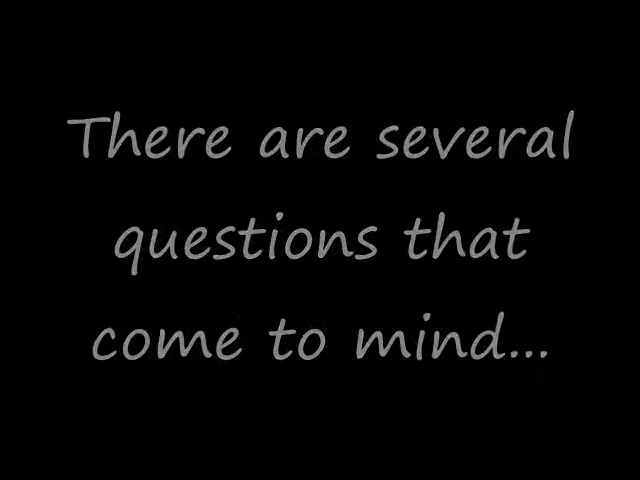 There are several
questions that
come to mind...